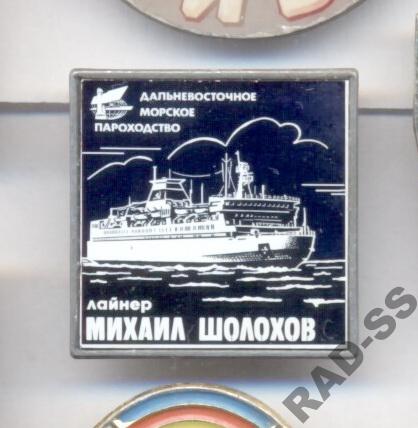 ДАЛЬНЕВОСТОЧНОЕ
МОРСКОЕ
ПАРОХОДСТВО
лайнер
МИХАИЛ ШОЛОХОВ
RAD-SS